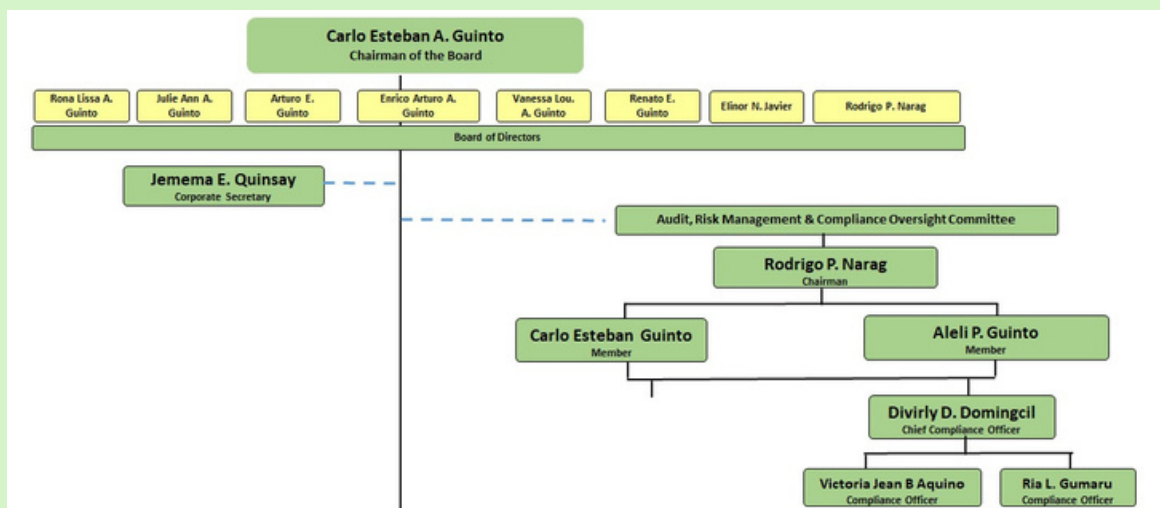 Carlo Esteban A. Guinto
Chairman of the Board
Rona Lissa A.
Guinto
Julie Ann A.
Guinto
Arturo E.
Guinto
Enrico Arturo A.
Guinto
Vanessa Lou.
A. Guinto
Renato E.
Guinto
Elinor N. Javier
Rodrigo P. Narag
Board of Directors
Jemema E. Quinsay
Corporate Secretary
Audit, Risk Management & Compliance Oversight Committee
Rodrigo P. Narag
Chairman
Carlo Esteban Guinto
Member
Aleli P. Guinto
Member
Divirly D. Domingcil
Chief Compliance Officer
Victoria Jean B Aquino
Compliance Officer
Ria L. Gumaru
Compliance Officer